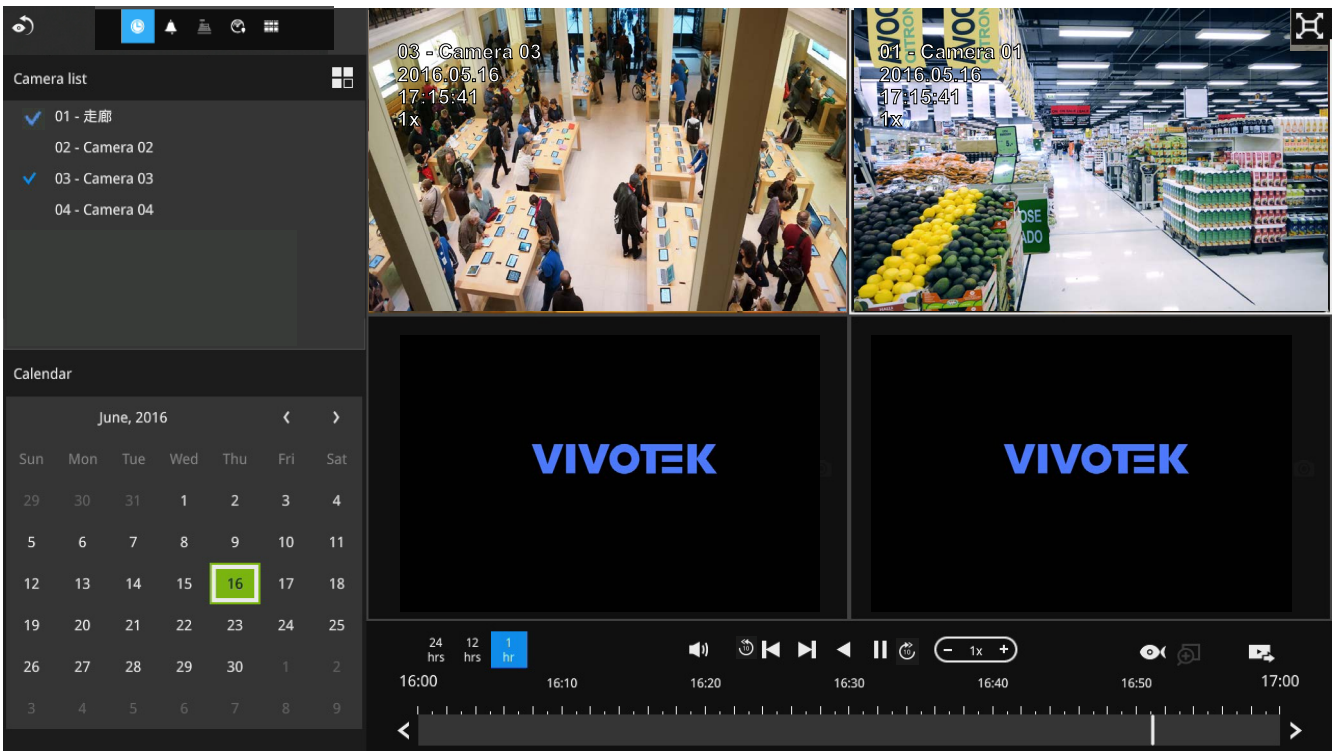 Camera list
01 - 走廊
02 - Camera 02
03 - Camera 03
04 - Camera 04
Calendar
June, 2016
Sun Mon Tue Wed Thu Fri Sat
29 30 31 1 2 3 4
5 6 7 8 9 10 11
12 13 14 15 16 17 18
19 20 21 22 23 24 25
26 27 28 29 30 1 2
3 4 5 6 7 8 9
03 - Camera 03
2016.05.16
17:15:41
1x
01 - Camera 01
2016.05.16
17:15:41
1x
VIVOTEK
VIVOTEK
24 hrs
12 hrs
1 hr
10
10
− 1x +
16:00 16:10 16:20 16:30 16:40 16:50 17:00